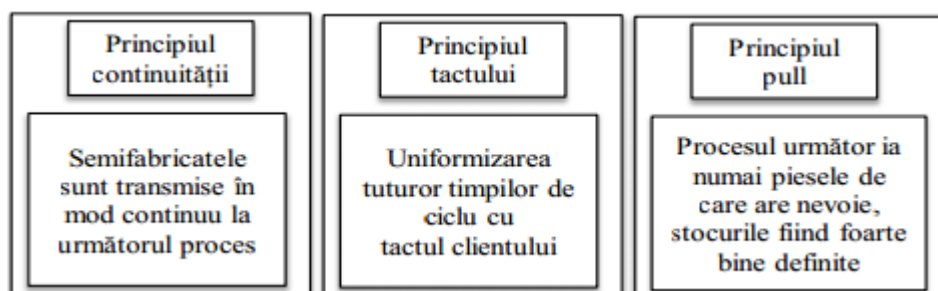 Principiul
continuității
Semifabricatele
sunt transmise în
mod continuu la
următorul proces
Principiul
tactului
Uniformizarea
tuturor timpilor de
ciclu cu
tactul clientului
Principiul
pull
Procesul următor ia
numai piesele de
care are nevoie,
stocurile fiind foarte
bine definite